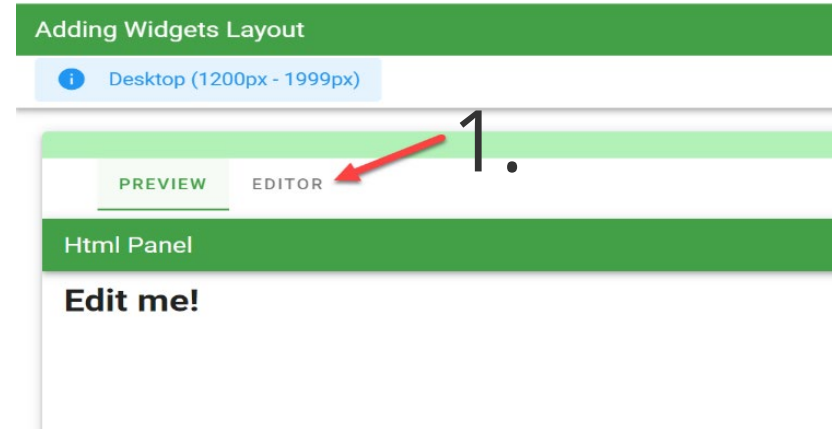 Adding Widgets Layout
Desktop (1200px - 1999px)
1.
PREVIEW EDITOR
Html Panel
Edit me!